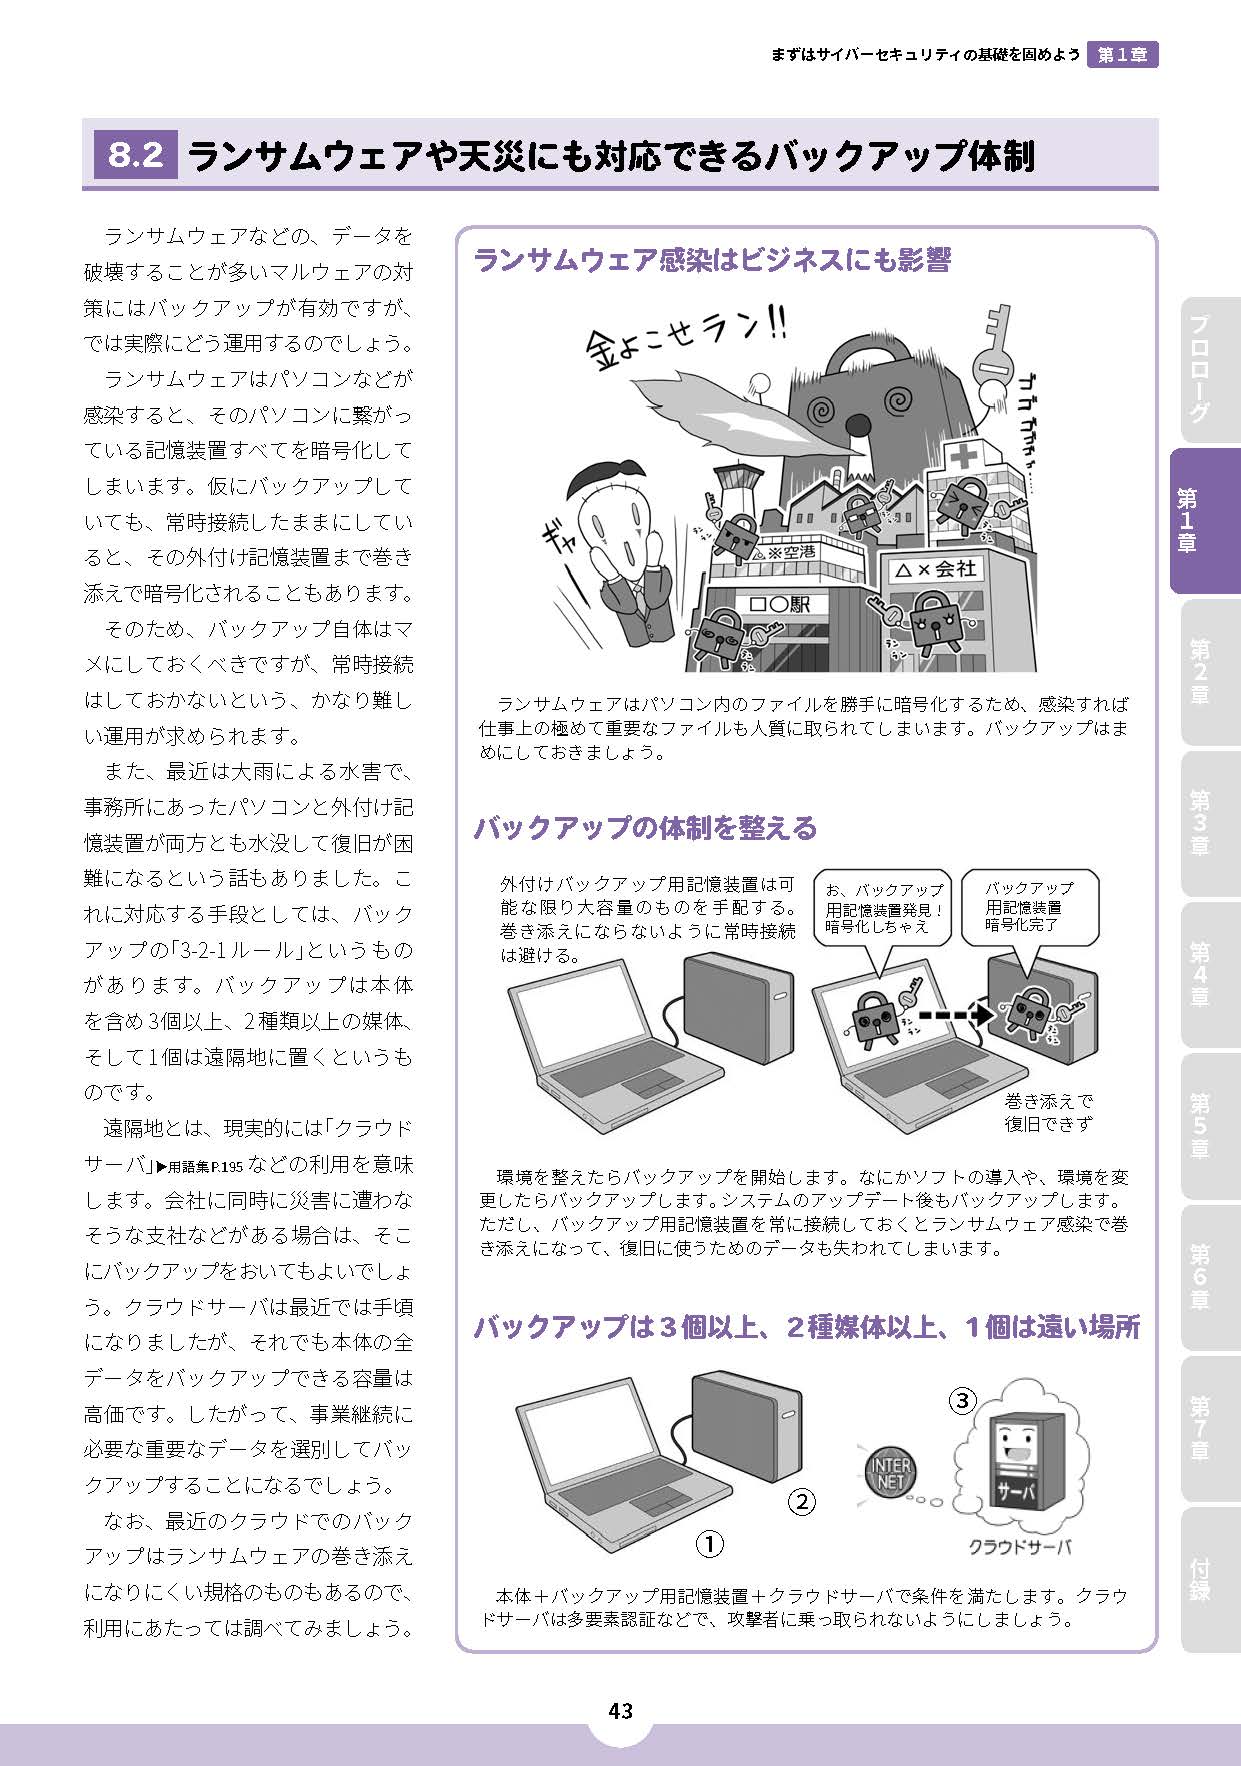 まずはサイバーセキュリティの基礎を固めよう 第1章
8.2 ランサムウェアや天災にも対応できるバックアップ体制
ランサムウェアなどの、データを
破壊することが多いマルウェアの対
策にはバックアップが有効ですが、
では実際にどう運用するのでしょう。
ランサムウェアはパソコンなどが
感染すると、そのパソコンに繋がっ
ている記憶装置すべてを暗号化して
しまいます。仮にバックアップして
いても、常時接続したままにしてい
ると、その外付け記憶装置まで巻き
添えで暗号化されることもあります。
そのため、バックアップ自体はマ
メにしておくべきですが、常時接続
はしておかないという、かなり難し
い運用が求められます。
また、最近は大雨による水害で、
事務所にあったパソコンと外付け記
憶装置が両方とも水没して復旧が困
難になるという話もありました。こ
れに対応する手段としては、バック
アップの「3-2-1ルール」というもの
があります。バックアップは本体
を含め3個以上、2種類以上の媒体、
そして1個は遠隔地に置くというも
のです。
遠隔地とは、現実的には「クラウド
サーバ」▶用語集P.195などの利用を意味
します。会社に同時に災害に遭わな
そうな支社などがある場合は、そこ
にバックアップをおいてもよいでしょ
う。クラウドサーバは最近では手頃
になりましたが、それでも本体の全
データをバックアップできる容量は
高価です。したがって、事業継続に
必要な重要なデータを選別してバッ
クアップすることになるでしょう。
なお、最近のクラウドでのバック
アップはランサムウェアの巻き添え
になりにくい規格のものもあるので、
利用にあたっては調べてみましょう。
ランサムウェア感染はビジネスにも影響
金よこせラン!!
ゴゴゴゴゴゴ…
ギャー
△※空港
△×会社
□○駅
ランラン
ランラン
ランラン
ランサムウェアはパソコン内のファイルを勝手に暗号化するため、感染すれば
仕事上の極めて重要なファイルも人質に取られてしまいます。バックアップはま
めにしておきましょう。
バックアップの体制を整える
外付けバックアップ用記憶装置は可
能な限り大容量のものを手配する。
巻き添えにならないように常時接続
は避ける。
お、バックアップ
用記憶装置発見!
暗号化しちゃえ
バックアップ
用記憶装置
暗号化完了
ランラン
ランラン
巻き添えで
復旧できず
環境を整えたらバックアップを開始します。なにかソフトの導入や、環境を変
更したらバックアップします。システムのアップデート後もバックアップします。
ただし、バックアップ用記憶装置を常に接続しておくとランサムウェア感染で巻
き添えになって、復旧に使うためのデータも失われてしまいます。
バックアップは3個以上、2種媒体以上、1個は遠い場所
①
②
③
INTER
NET
サーバ
クラウドサーバ
本体+バックアップ用記憶装置+クラウドサーバで条件を満たします。クラウ
ドサーバは多要素認証などで、攻撃者に乗っ取られないようにしましょう。
プロローグ
第1章
第2章
第3章
第4章
第5章
第6章
第7章
付録
43